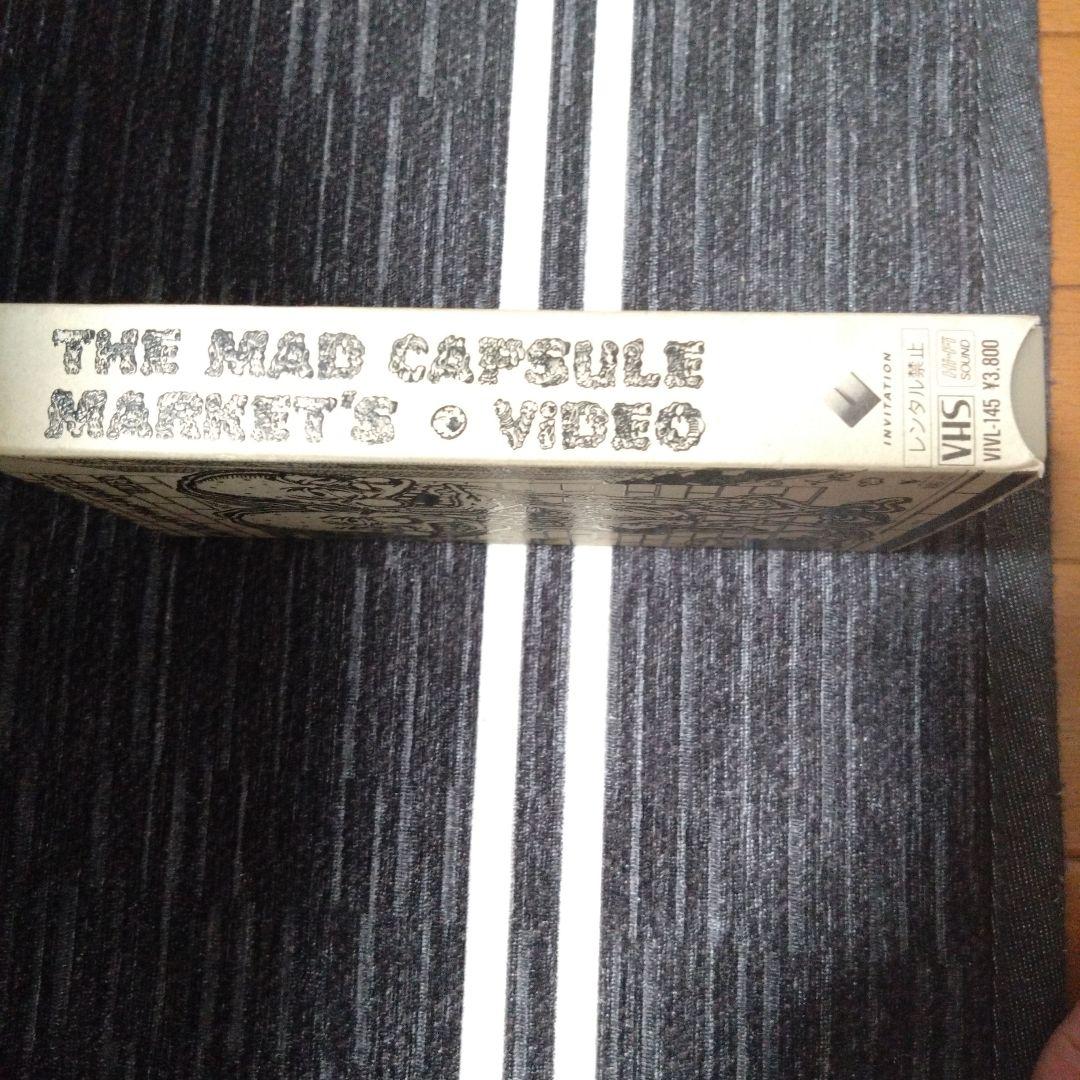 THE MAD CAPSULE
MARKET'S • ViDEO
INVITATION
レンタル禁止
VHS
SOUND
VIVL-145 ¥3.800